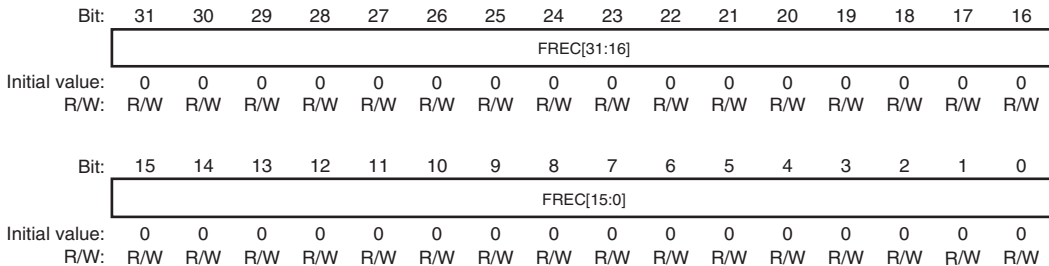 Bit: 31 30 29 28 27 26 25 24 23 22 21 20 19 18 17 16
FREC[31:16]
Initial value: 0 0 0 0 0 0 0 0 0 0 0 0 0 0 0 0
R/W: R/W R/W R/W R/W R/W R/W R/W R/W R/W R/W R/W R/W R/W R/W R/W R/W
Bit: 15 14 13 12 11 10 9 8 7 6 5 4 3 2 1 0
FREC[15:0]
Initial value: 0 0 0 0 0 0 0 0 0 0 0 0 0 0 0 0
R/W: R/W R/W R/W R/W R/W R/W R/W R/W R/W R/W R/W R/W R/W R/W R/W R/W